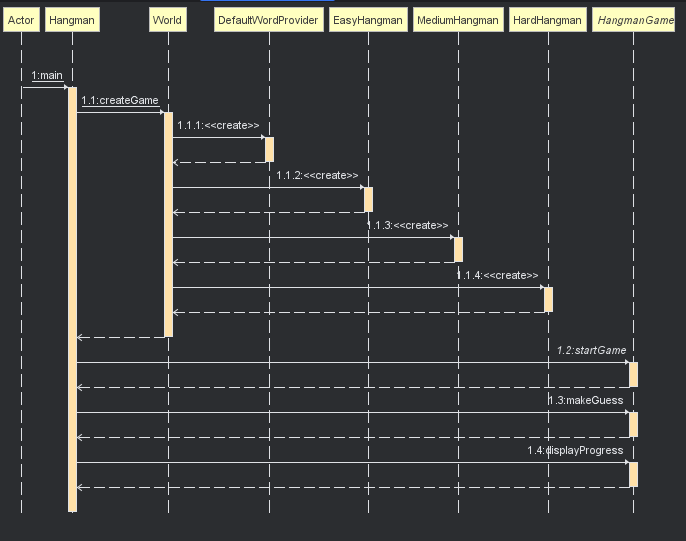 Actor
Hangman
World
DefaultWordProvider
EasyHangman
MediumHangman
HardHangman
HangmanGame
1:main
1.1:createGame
1.1.1:<<create>>
1.1.2:<<create>>
1.1.3:<<create>>
1.1.4:<<create>>
1.2:startGame
1.3:makeGuess
1.4:displayProgress